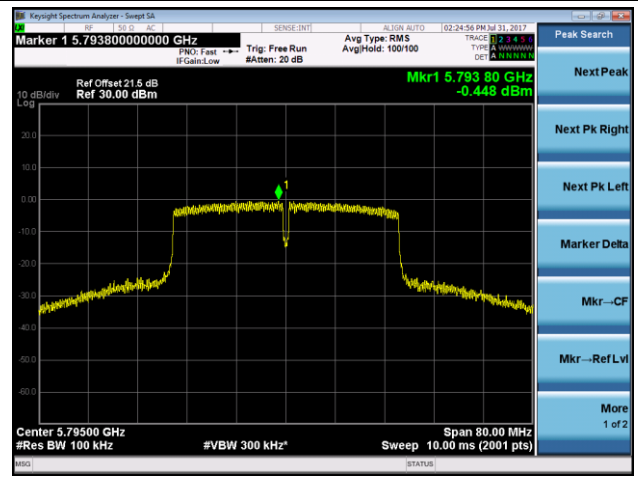 Keysight Spectrum Analyzer - Swept SA
RF 50 Ω AC SENSE:INT ALIGN AUTO 02:24:56 PM Jul 31, 2017
Marker 1 5.793800000000 GHz
PNO: Fast
IFGain:Low
Trig: Free Run
#Atten: 20 dB
Avg Type: RMS
Avg|Hold: 100/100
TRACE 1 2 3 4 5 6
TYPE A WWWWW
DET A NNNNN
Ref Offset 21.5 dB
Ref 30.00 dBm
10 dB/div
Log
Mkr1 5.793 80 GHz
-0.448 dBm
20.0
10.0
0.00
-10.0
-20.0
-30.0
-40.0
-50.0
-60.0
1
Center 5.79500 GHz
Span 80.00 MHz
#Res BW 100 kHz
#VBW 300 kHz*
Sweep 10.00 ms (2001 pts)
MSG
STATUS
Peak Search
Next Peak
Next Pk Right
Next Pk Left
Marker Delta
Mkr→CF
Mkr→Ref Lvl
More
1 of 2